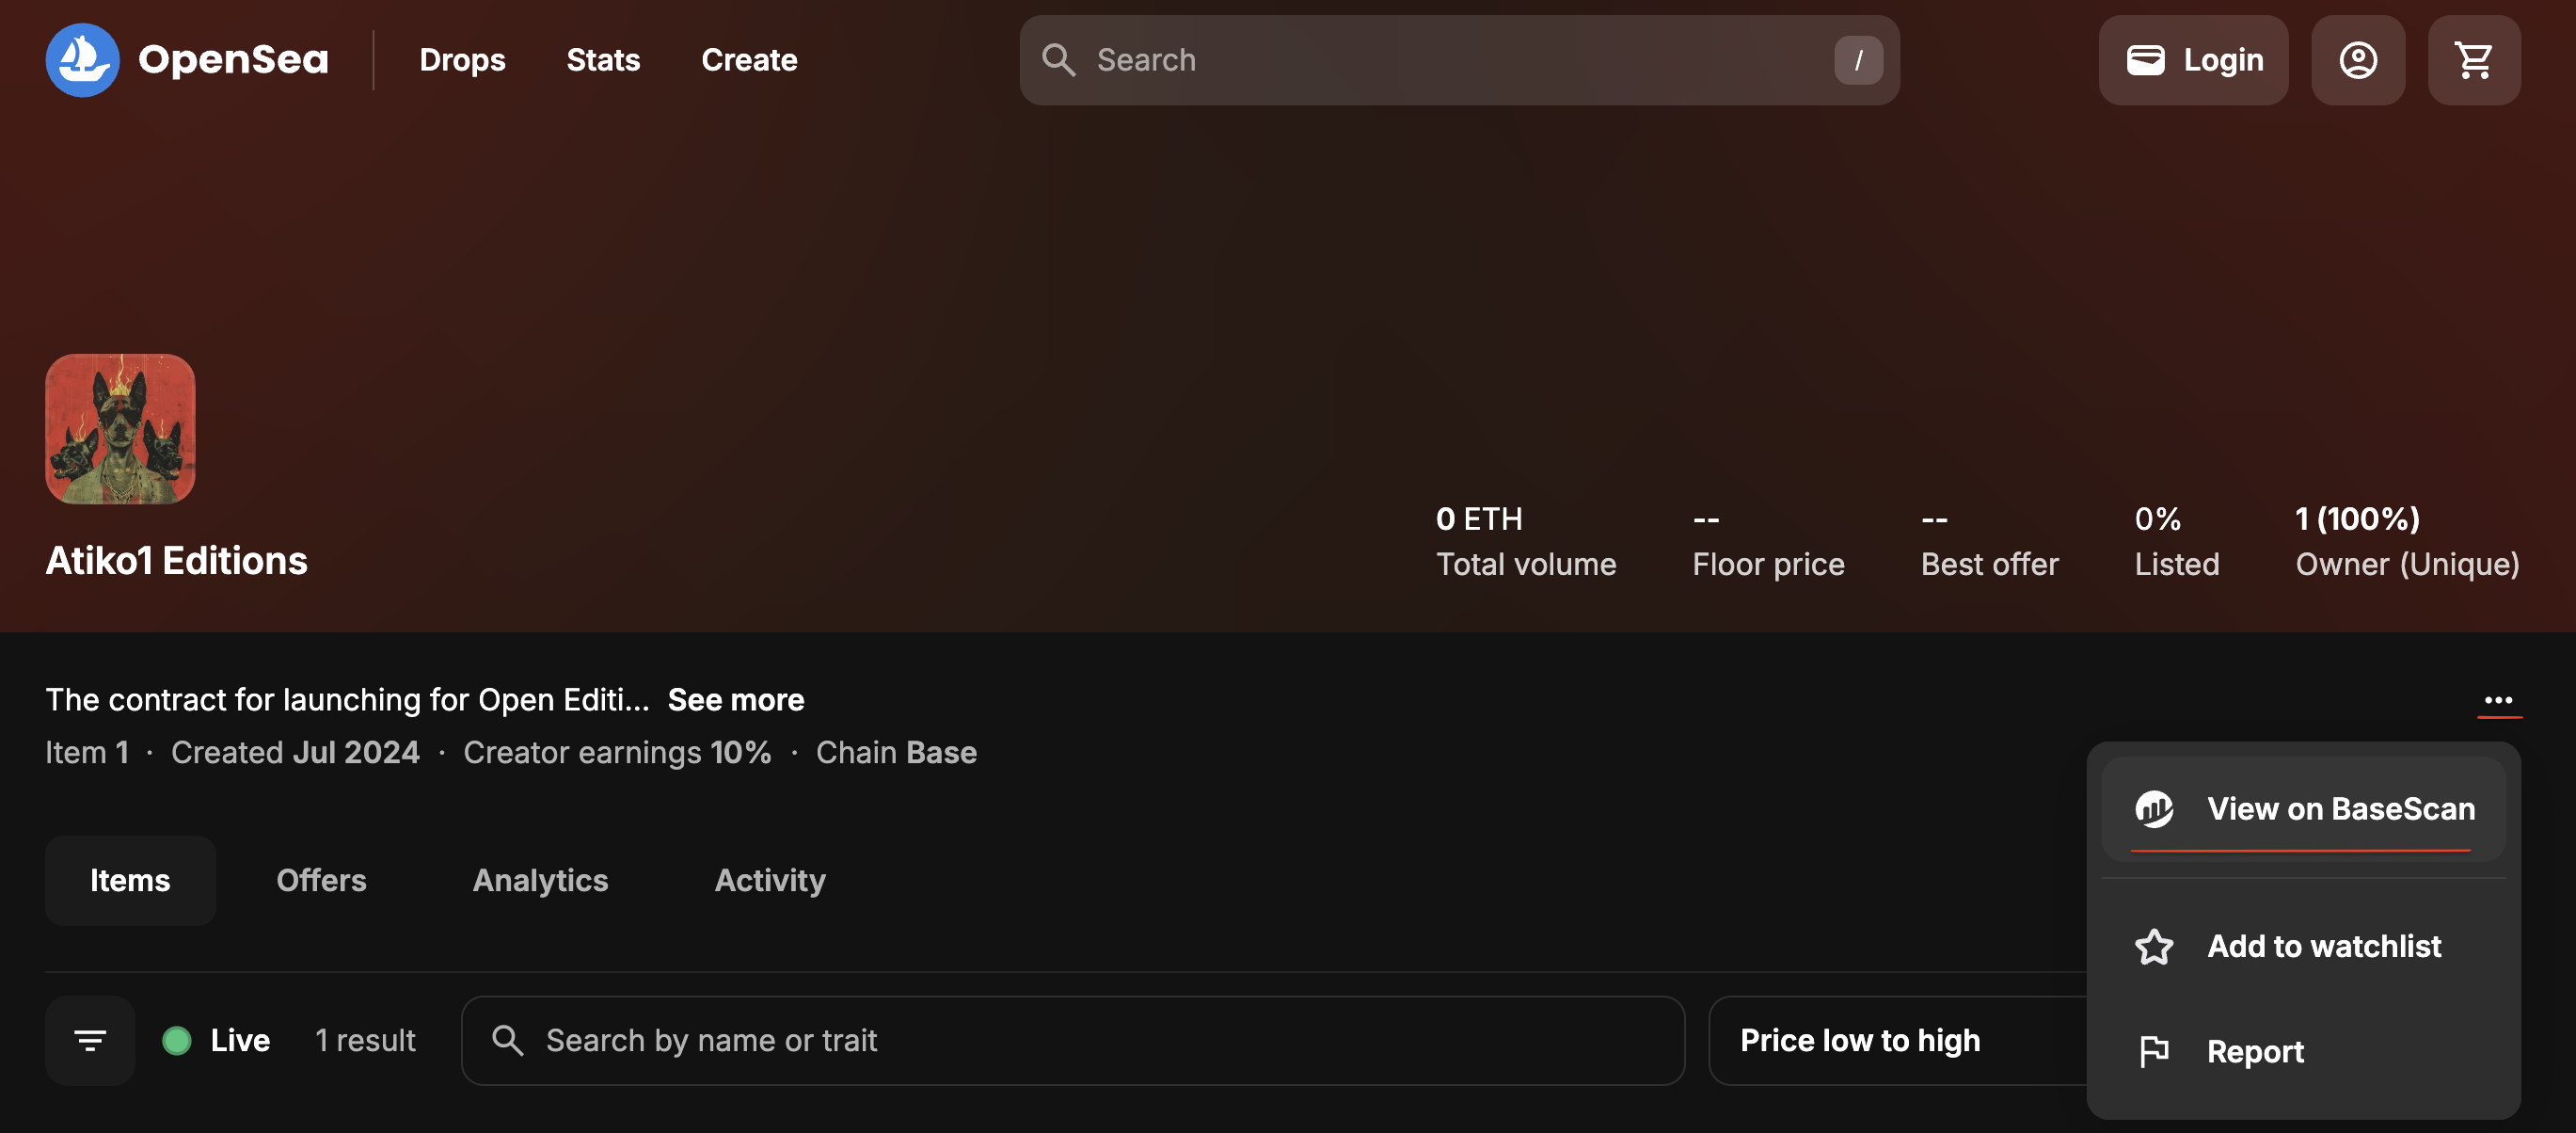 OpenSea
Drops Stats Create
Search /
Login
Atiko1 Editions
0 ETH
Total volume
--
Floor price
--
Best offer
0%
Listed
1 (100%)
Owner (Unique)
The contract for launching for Open Editi... See more
Item 1 · Created Jul 2024 · Creator earnings 10% · Chain Base
View on BaseScan
Add to watchlist
Report
Items Offers Analytics Activity
Live 1 result
Search by name or trait
Price low to high